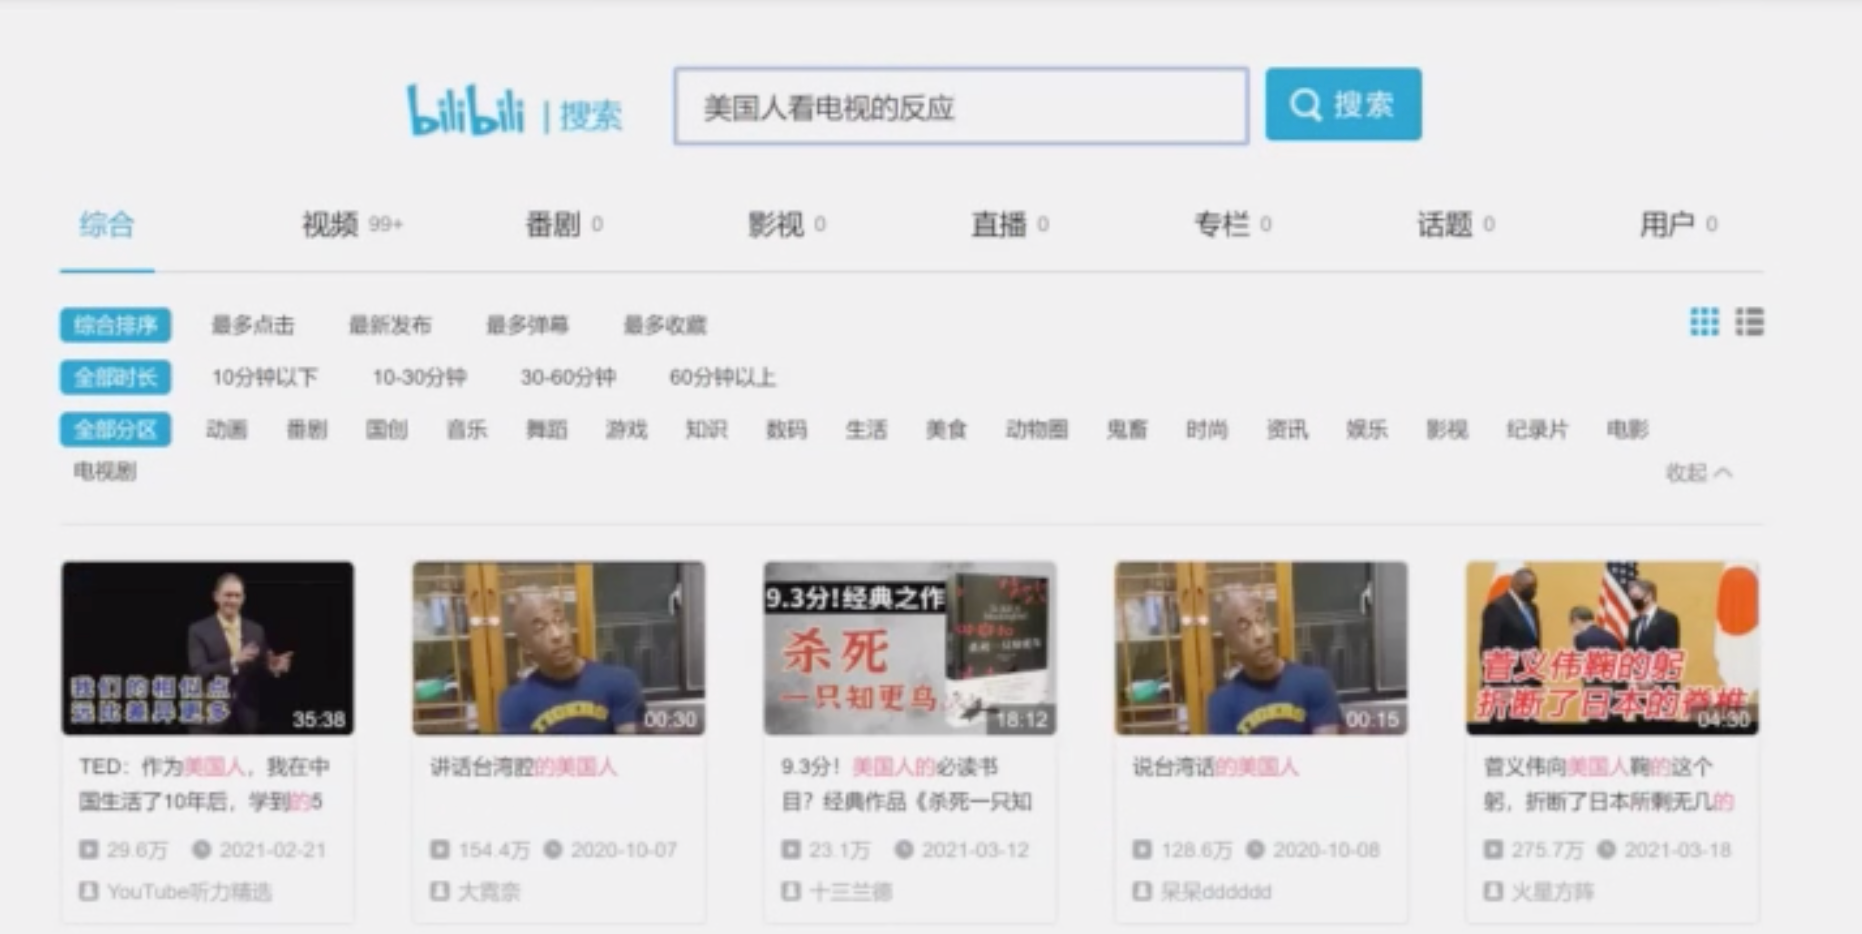 bilibili | 搜索
美国人看电视的反应
搜索
综合 视频 99+ 番剧 0 影视 0 直播 0 专栏 0 话题 0 用户 0
综合排序 最多点击 最新发布 最多弹幕 最多收藏
全部时长 10分钟以下 10-30分钟 30-60分钟 60分钟以上
全部分区 动画 番剧 国创 音乐 舞蹈 游戏 知识 数码 生活 美食 动物圈 鬼畜 时尚 资讯 娱乐 影视 纪录片 电影
电视剧 收起
我们的相似点
远比差异更多
35:38
TED：作为美国人，我在中
国生活了10年后，学到的5
29.6万 2021-02-21
YouTube听力精选
TIGERS
00:30
讲话台湾腔的美国人
154.4万 2020-10-07
大霓奈
9.3分!经典之作
杀死
一只知更鸟
18:12
9.3分！美国人的必读书
目？经典作品《杀死一只知
23.1万 2021-03-12
十三兰德
TIGERS
00:15
说台湾话的美国人
128.6万 2020-10-08
呆呆dddddd
菅义伟鞠的躬
折断了日本的脊椎
04:30
菅义伟向美国人鞠的这个
躬，折断了日本所剩无几的
275.7万 2021-03-18
火星方阵